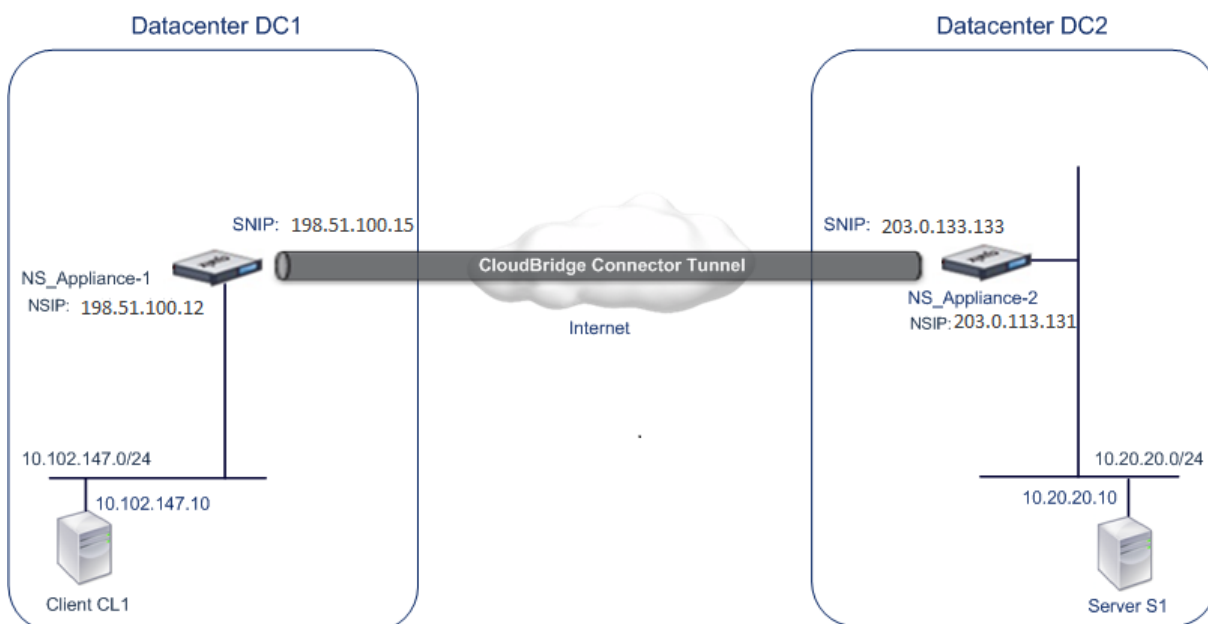 Datacenter DC1
Datacenter DC2
SNIP: 198.51.100.15
SNIP: 203.0.133.133
CloudBridge Connector Tunnel
NS_Appliance-1
NSIP: 198.51.100.12
NS_Appliance-2
NSIP: 203.0.113.131
Internet
10.102.147.0/24
10.20.20.0/24
10.102.147.10
10.20.20.10
Client CL1
Server S1